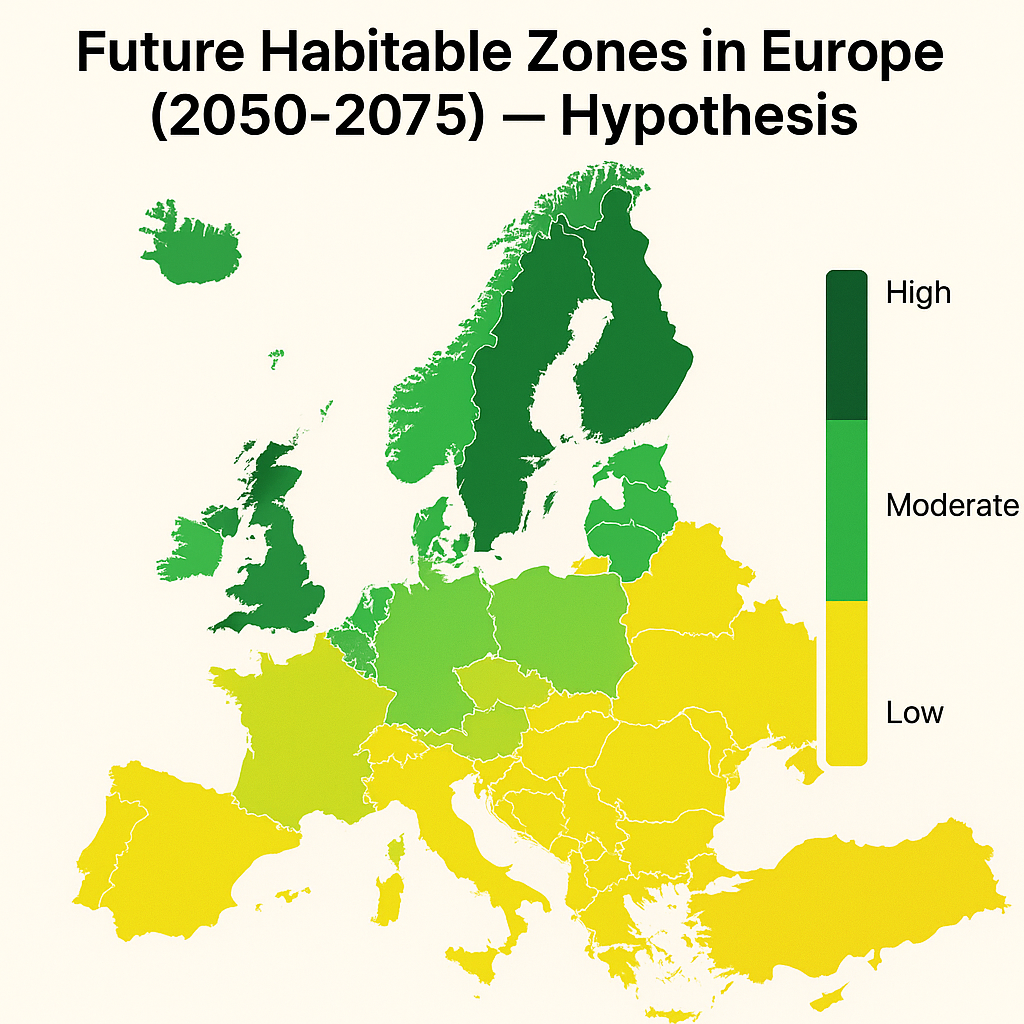 Future Habitable Zones in Europe
(2050-2075) — Hypothesis
High
Moderate
Low